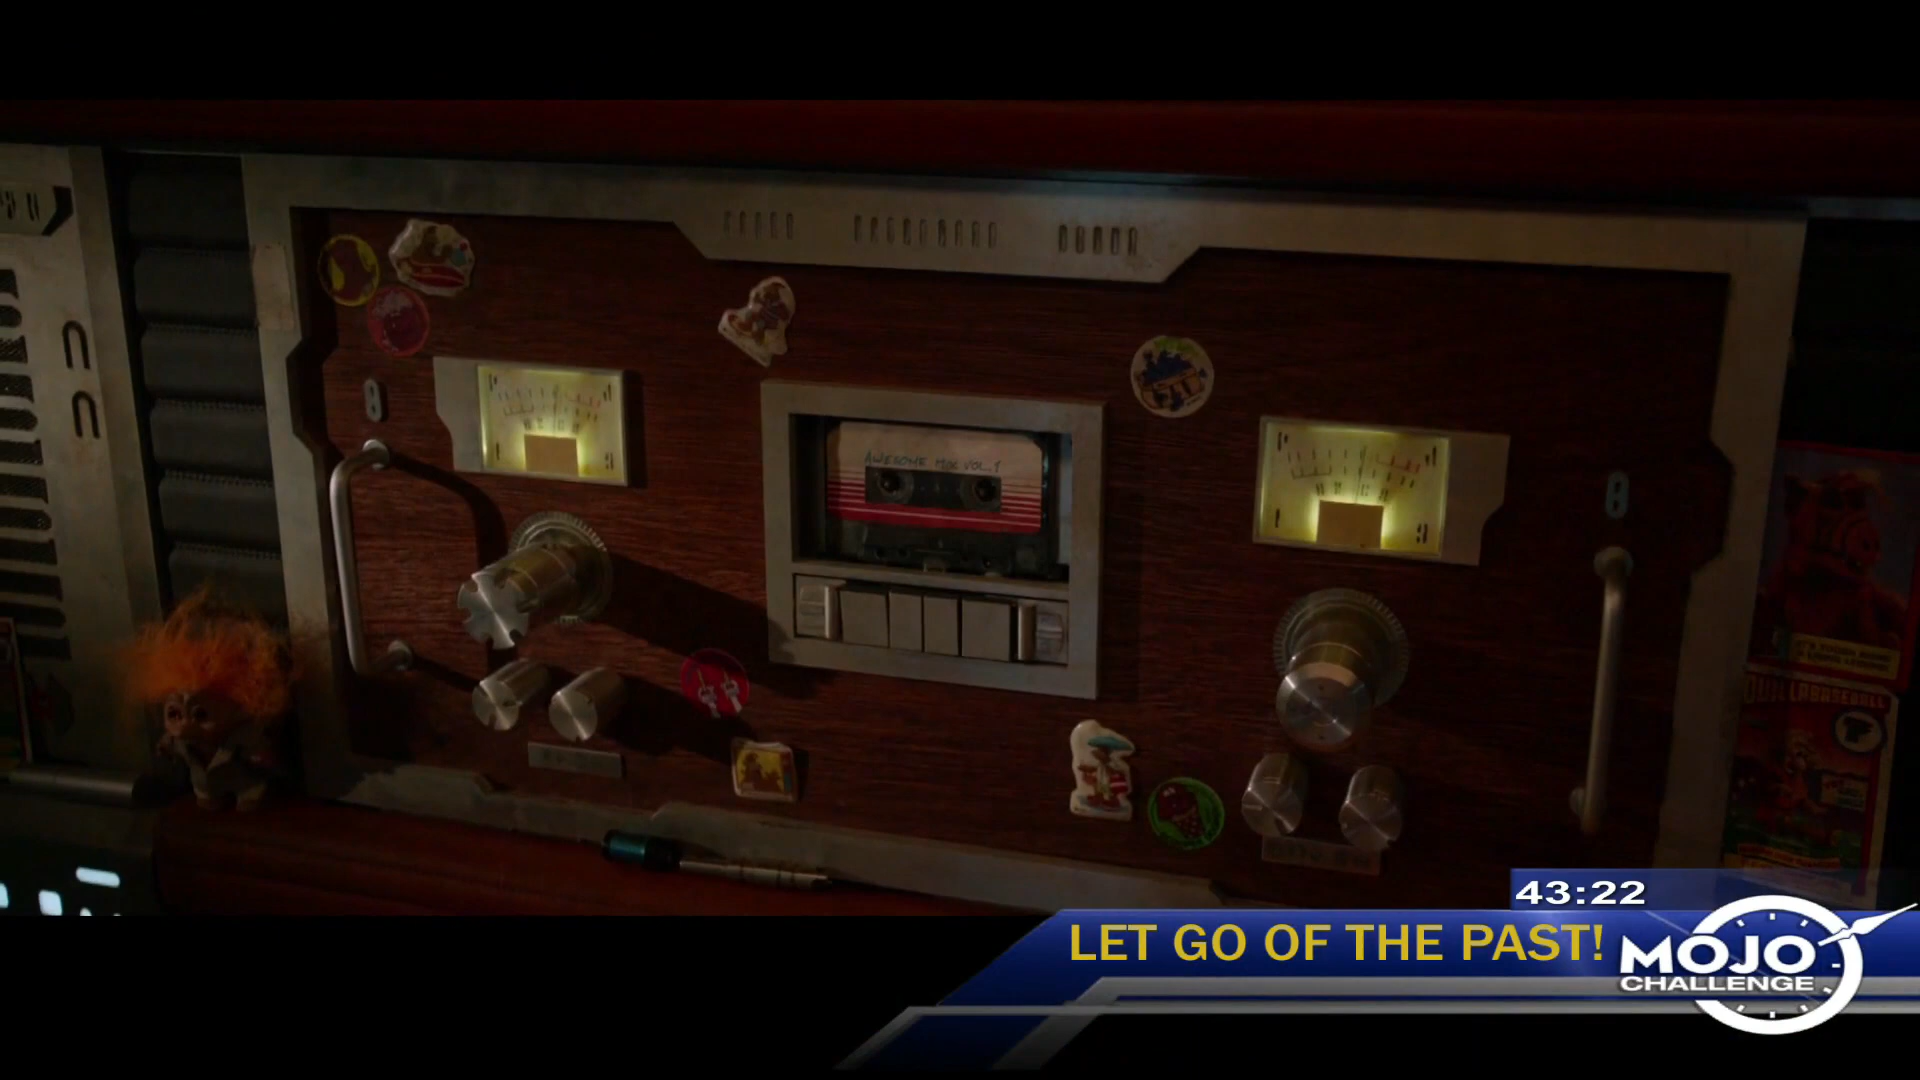 AWESOME MIX VOL. 1
43:22
LET GO OF THE PAST!
MOJO
CHALLENGE